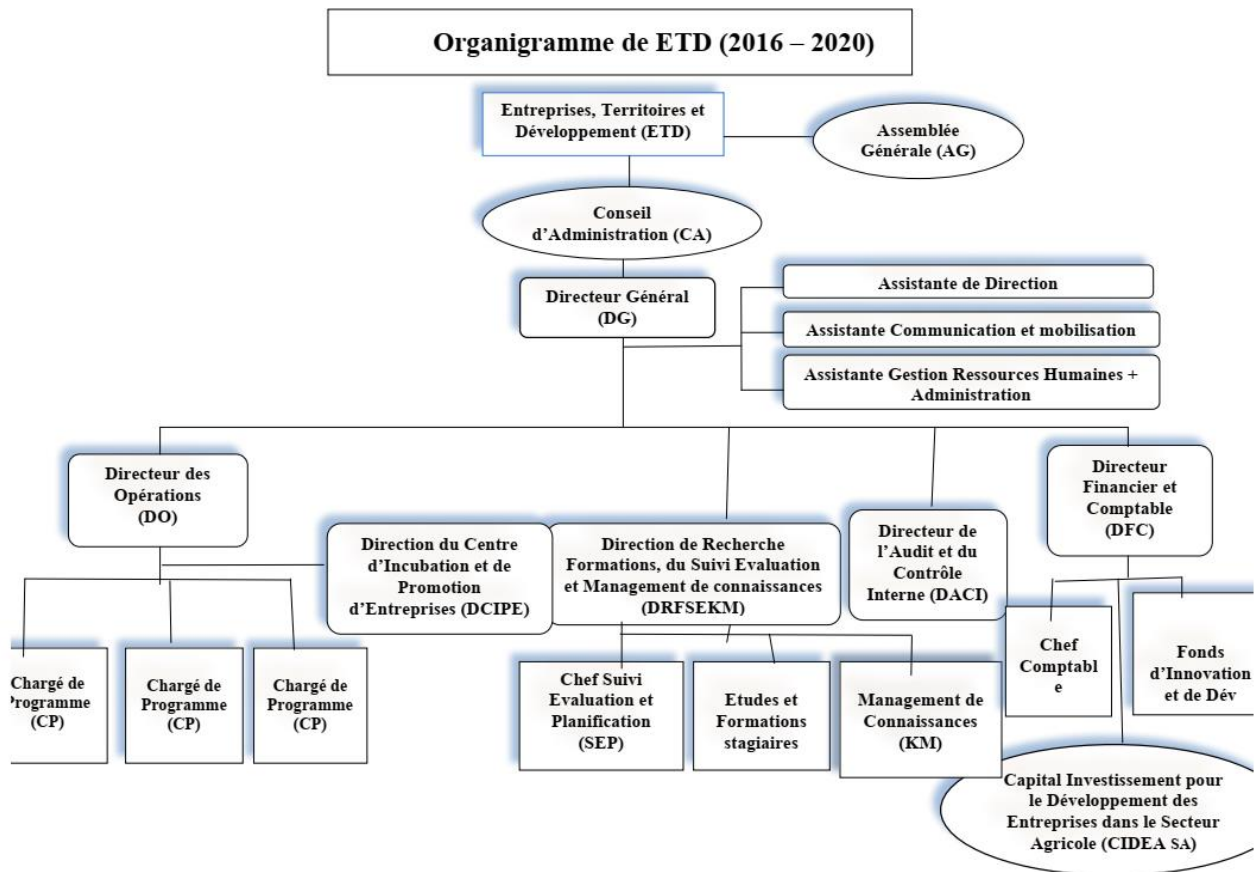 Organigramme de ETD (2016 – 2020)
Entreprises, Territoires et
Développement (ETD)
Assemblée
Générale (AG)
Conseil
d’Administration (CA)
Directeur Général
(DG)
Assistante de Direction
Assistante Communication et mobilisation
Assistante Gestion Ressources Humaines +
Administration
Directeur des
Opérations
(DO)
Direction du Centre
d’Incubation et de
Promotion
d’Entreprises (DCIPE)
Direction de Recherche
Formations, du Suivi Evaluation
et Management de connaissances
(DRFSEKM)
Directeur de
l’Audit et du
Contrôle
Interne (DACI)
Directeur
Financier et
Comptable
(DFC)
Chargé de
Programme
(CP)
Chargé de
Programme
(CP)
Chargé de
Programme
(CP)
Chef Suivi
Evaluation et
Planification
(SEP)
Etudes et
Formations
stagiaires
Management de
Connaissances
(KM)
Chef
Comptabl
e
Fonds
d’Innovation
et de Dév
Capital Investissement pour
le Développement des
Entreprises dans le Secteur
Agricole (CIDEA SA)